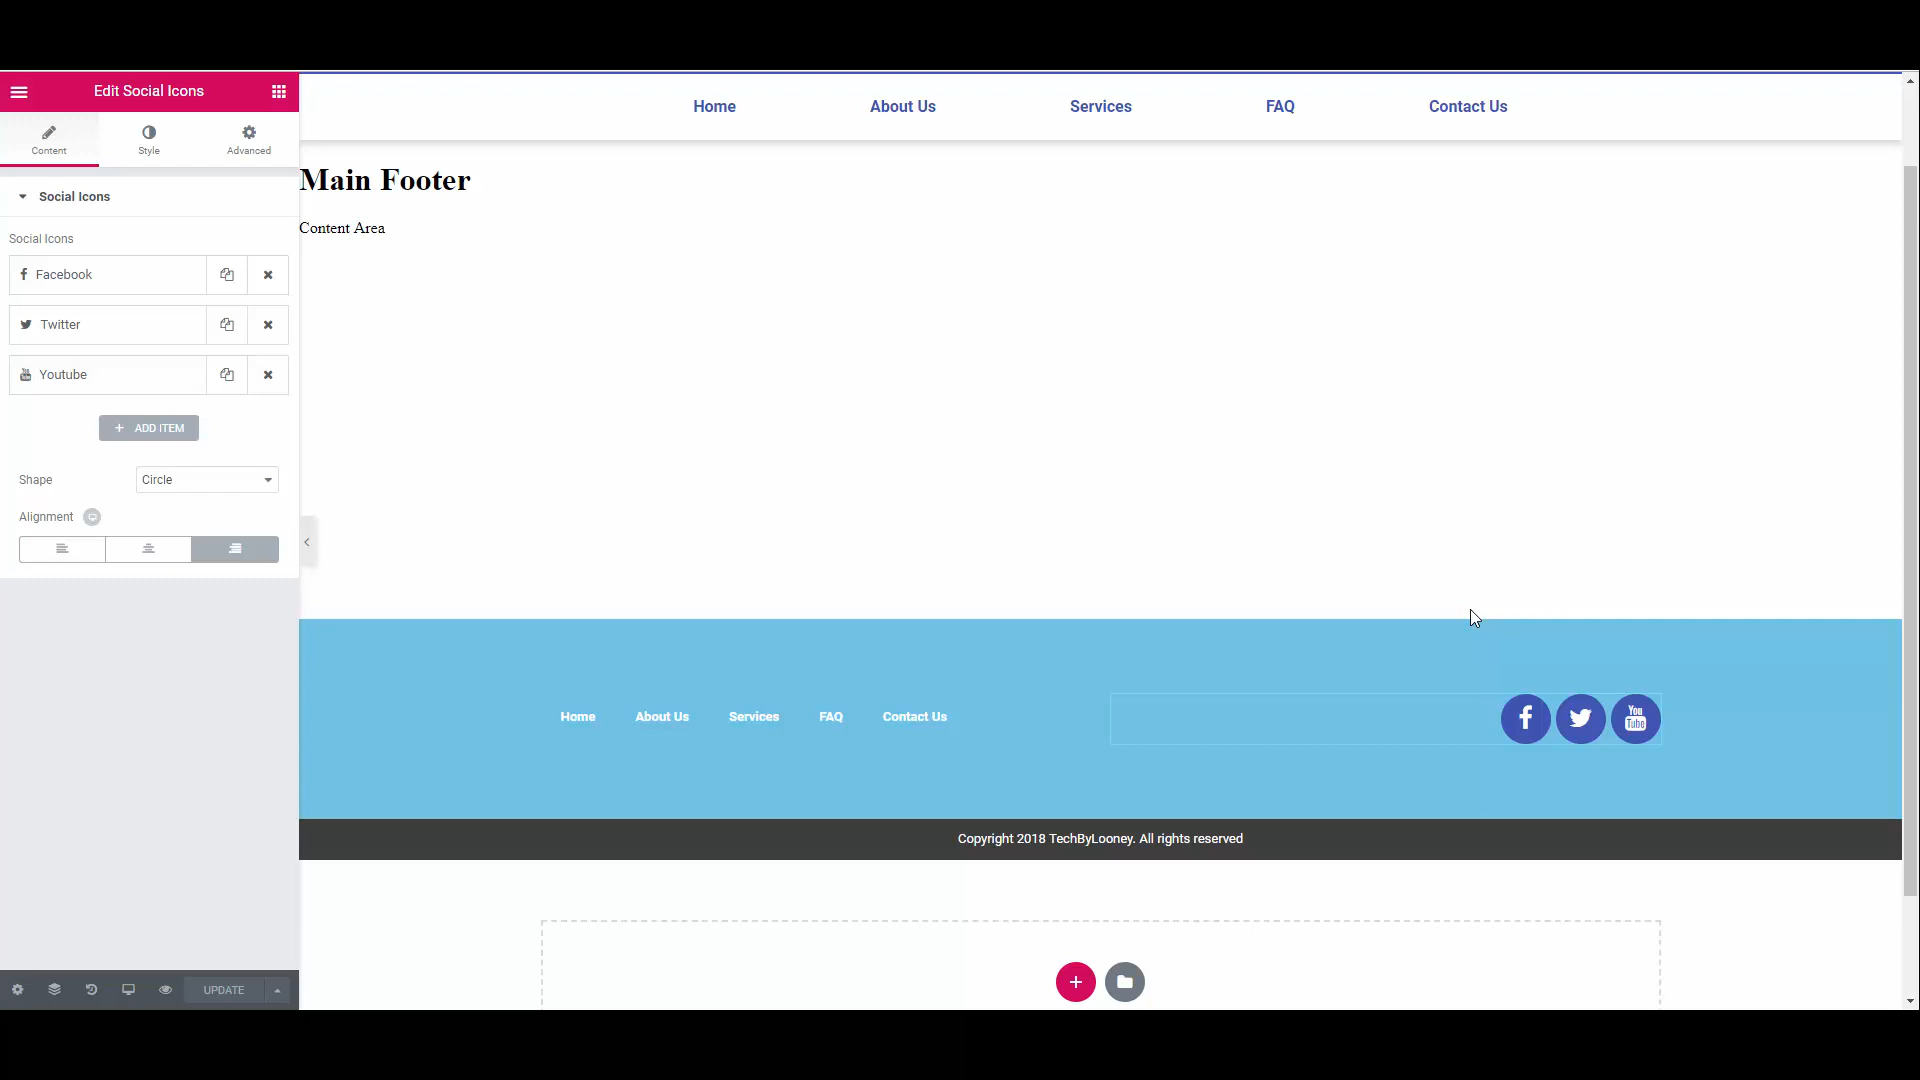 Edit Social Icons
Home About Us Services FAQ Contact Us
Content Style Advanced
Main Footer
Social Icons
Content Area
Social Icons
Facebook
Twitter
Youtube
ADD ITEM
Shape Circle
Alignment
Home About Us Services FAQ Contact Us
You
Tube
Copyright 2018 TechByLooney. All rights reserved
UPDATE